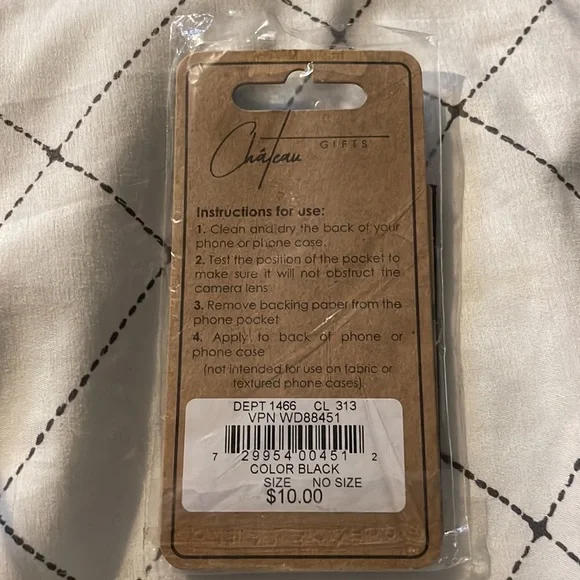 Château GIFTS
Instructions for use:
1. Clean and dry the back of your
phone or phone case.
2. Test the position of the pocket to
make sure it will not obstruct the
camera lens
3. Remove backing paper from the
phone pocket
4. Apply to back of phone or
phone case
(not intended for use on fabric or
textured phone cases).
DEPT 1466 CL 313
VPN WD88451
7 29954 00451 2
COLOR BLACK
SIZE NO SIZE
$10.00